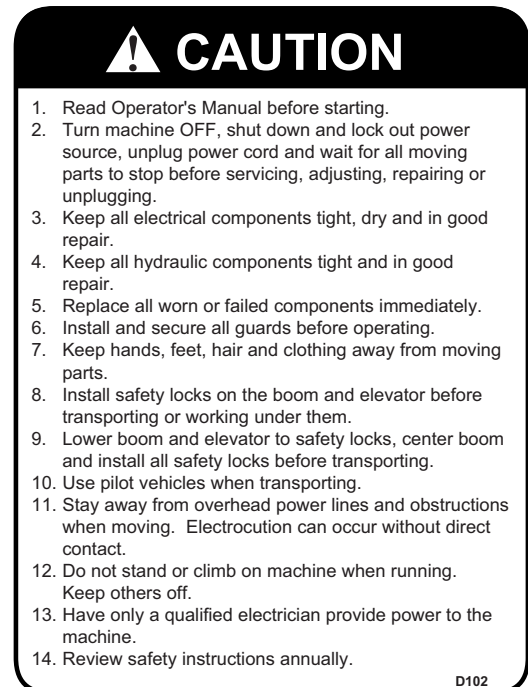 CAUTION
1. Read Operator's Manual before starting.
2. Turn machine OFF, shut down and lock out power
source, unplug power cord and wait for all moving
parts to stop before servicing, adjusting, repairing or
unplugging.
3. Keep all electrical components tight, dry and in good
repair.
4. Keep all hydraulic components tight and in good
repair.
5. Replace all worn or failed components immediately.
6. Install and secure all guards before operating.
7. Keep hands, feet, hair and clothing away from moving
parts.
8. Install safety locks on the boom and elevator before
transporting or working under them.
9. Lower boom and elevator to safety locks, center boom
and install all safety locks before transporting.
10. Use pilot vehicles when transporting.
11. Stay away from overhead power lines and obstructions
when moving. Electrocution can occur without direct
contact.
12. Do not stand or climb on machine when running.
Keep others off.
13. Have only a qualified electrician provide power to the
machine.
14. Review safety instructions annually.
D102